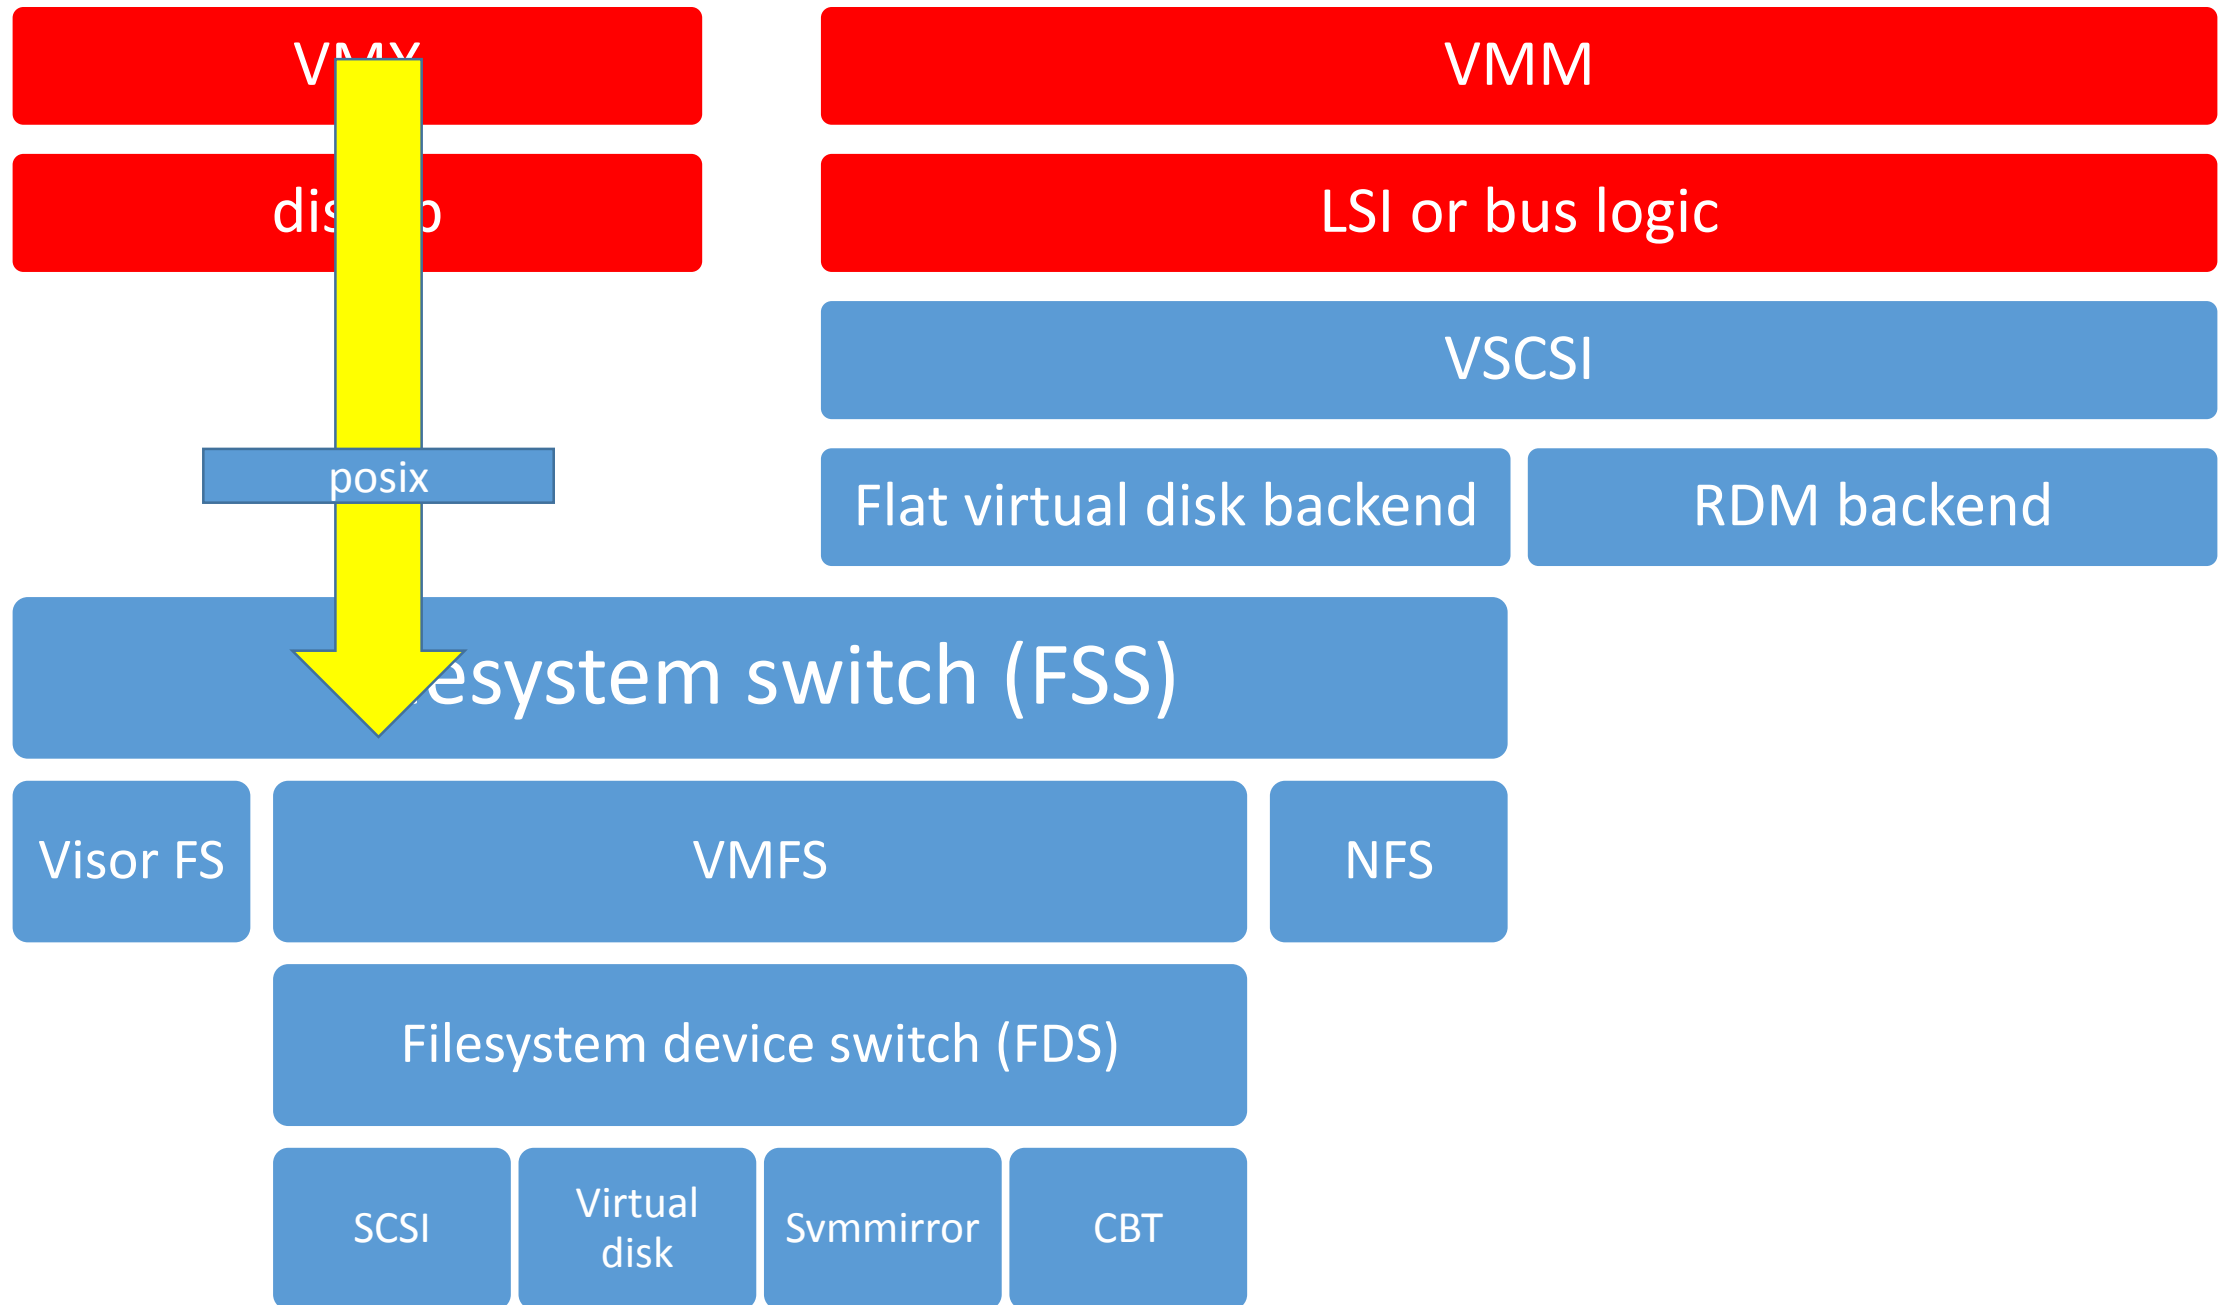 VMX
VMM
LSI or bus logic
VSCSI
posix
Flat virtual disk backend
RDM backend
esystem switch (FSS)
Visor FS
VMFS
NFS
Filesystem device switch (FDS)
SCSI
Virtual
disk
Svmmirror
CBT